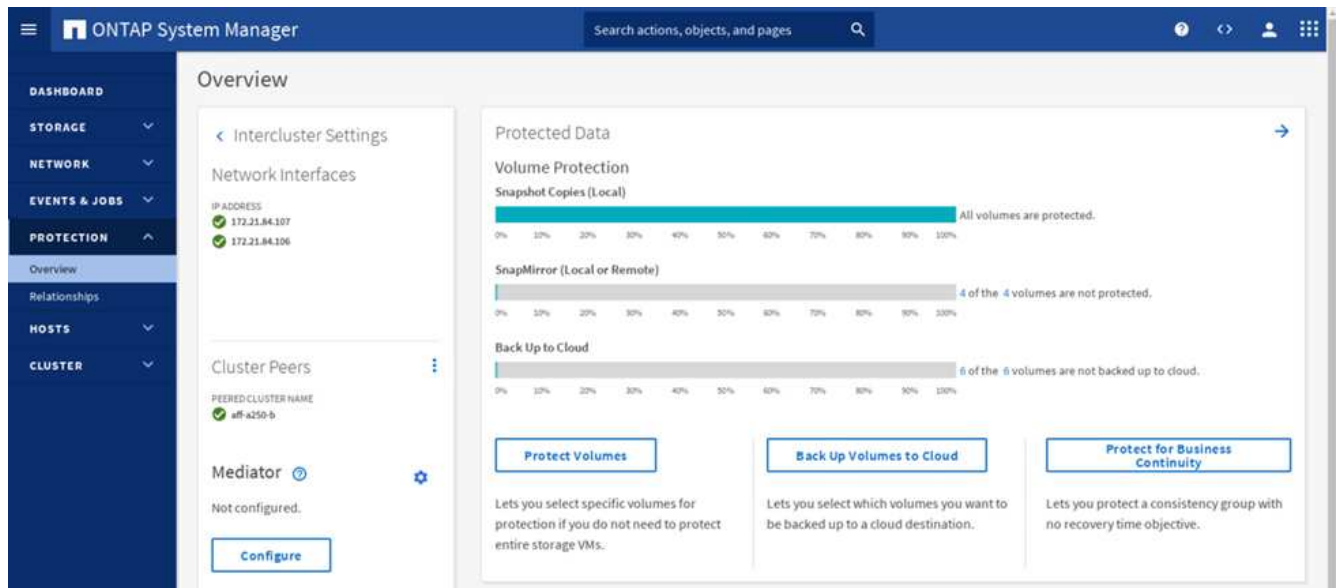 ONTAP System Manager
Search actions, objects, and pages
DASHBOARD
STORAGE
NETWORK
EVENTS & JOBS
PROTECTION
Overview
Relationships
HOSTS
CLUSTER
Overview
Intercluster Settings
Network Interfaces
IP ADDRESS
172.21.84.107
172.21.84.106
Cluster Peers
PEERED CLUSTER NAME
aff-a250-b
Mediator
Not configured.
Configure
Protected Data
Volume Protection
Snapshot Copies (Local)
All volumes are protected.
0% 10% 20% 30% 40% 50% 60% 70% 80% 90% 100%
SnapMirror (Local or Remote)
4 of the 4 volumes are not protected.
0% 10% 20% 30% 40% 50% 60% 70% 80% 90% 100%
Back Up to Cloud
6 of the 6 volumes are not backed up to cloud.
0% 10% 20% 30% 40% 50% 60% 70% 80% 90% 100%
Protect Volumes
Lets you select specific volumes for
protection if you do not need to protect
entire storage VMs.
Back Up Volumes to Cloud
Lets you select which volumes you want to
be backed up to a cloud destination.
Protect for Business
Continuity
Lets you protect a consistency group with
no recovery time objective.